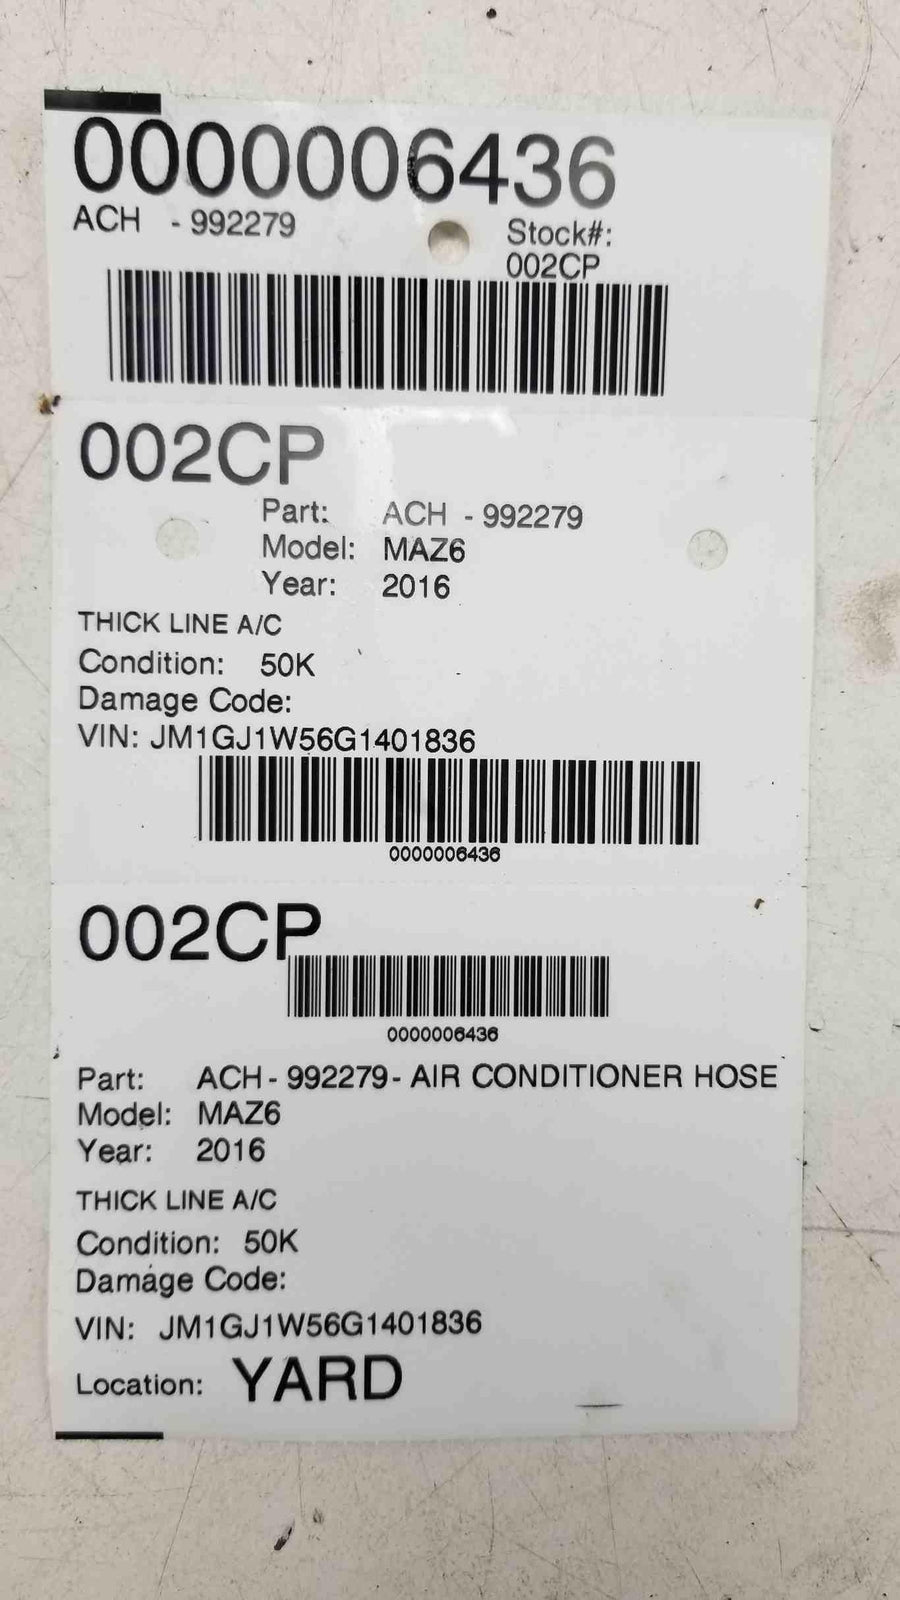 0000006436
ACH - 992279
Stock#:
002CP
002CP
Part: ACH - 992279
Model: MAZ6
Year: 2016
THICK LINE A/C
Condition: 50K
Damage Code:
VIN: JM1GJ1W56G1401836
0000006436
002CP
0000006436
Part: ACH - 992279 - AIR CONDITIONER HOSE
Model: MAZ6
Year: 2016
THICK LINE A/C
Condition: 50K
Damage Code:
VIN: JM1GJ1W56G1401836
Location: YARD